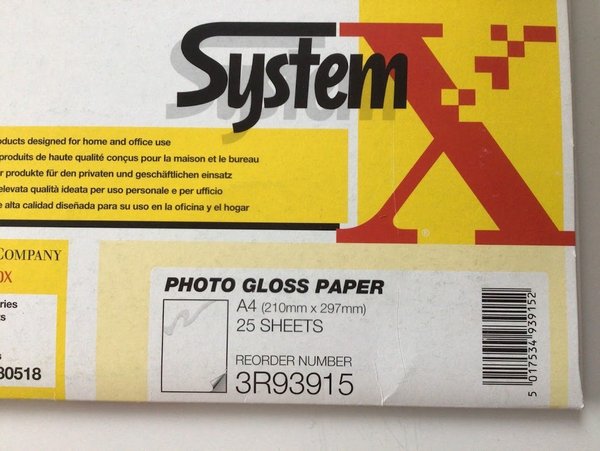 System X
oducts designed for home and office use
produits de haute qualité conçus pour la maison et le bureau
r produkte für den privaten und geschäftlichen einsatz
elevata qualità ideata per uso personale e per ufficio
e alta calidad diseñada para su uso en la oficina y el hogar
COMPANY
OX
ries
ts
s
80518
PHOTO GLOSS PAPER
A4 (210mm x 297mm)
25 SHEETS
REORDER NUMBER
3R93915
5 017534 939152